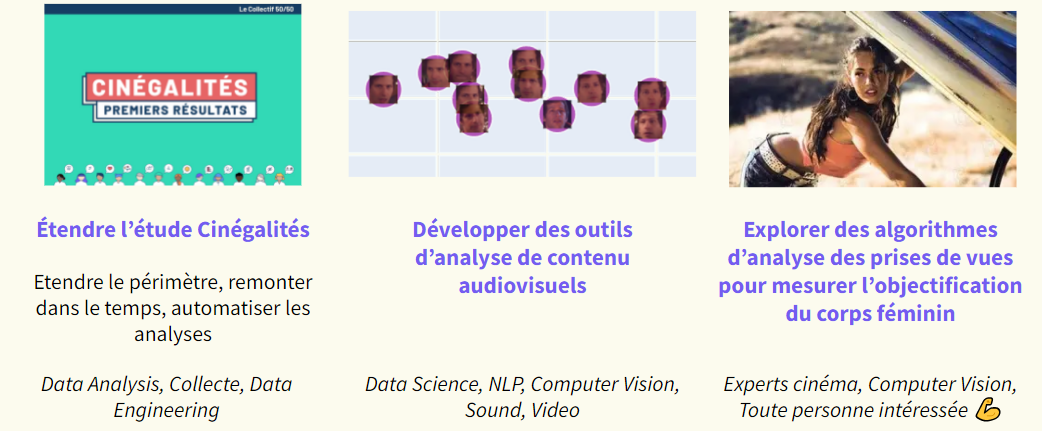 Le Collectif 50/50
CINÉGALITÉS
PREMIERS RÉSULTATS
Étendre l’étude Cinégalités
Etendre le périmètre, remonter
dans le temps, automatiser les
analyses
Data Analysis, Collecte, Data
Engineering
Développer des outils
d’analyse de contenu
audiovisuels
Data Science, NLP, Computer Vision,
Sound, Video
Explorer des algorithmes
d’analyse des prises de vues
pour mesurer l’objectification
du corps féminin
Experts cinéma, Computer Vision,
Toute personne intéressée 💪